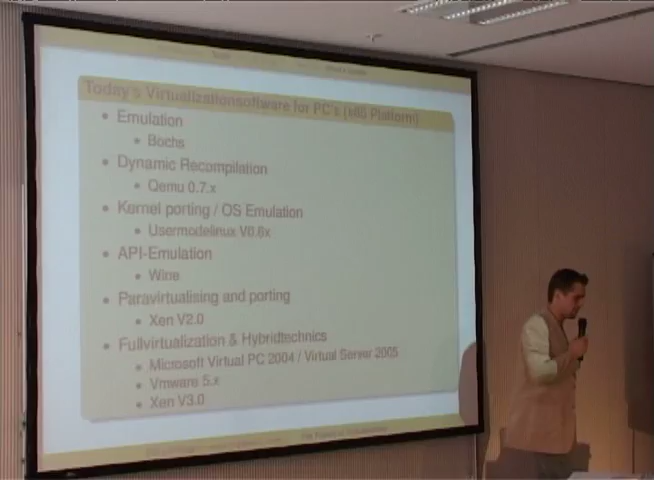 Today's Virtualizationsoftware for PC's [x86 Platform]
Emulation
Bochs
Dynamic Recompilation
Qemu 0.7.x
Kernel porting / OS Emulation
Usermodelinux V0.6x
API-Emulation
Wine
Paravirtualising and porting
Xen V2.0
Fullvirtualization & Hybridtechnics
Microsoft Virtual PC 2004 / Virtual Server 2005
Vmware 5.x
Xen V3.0